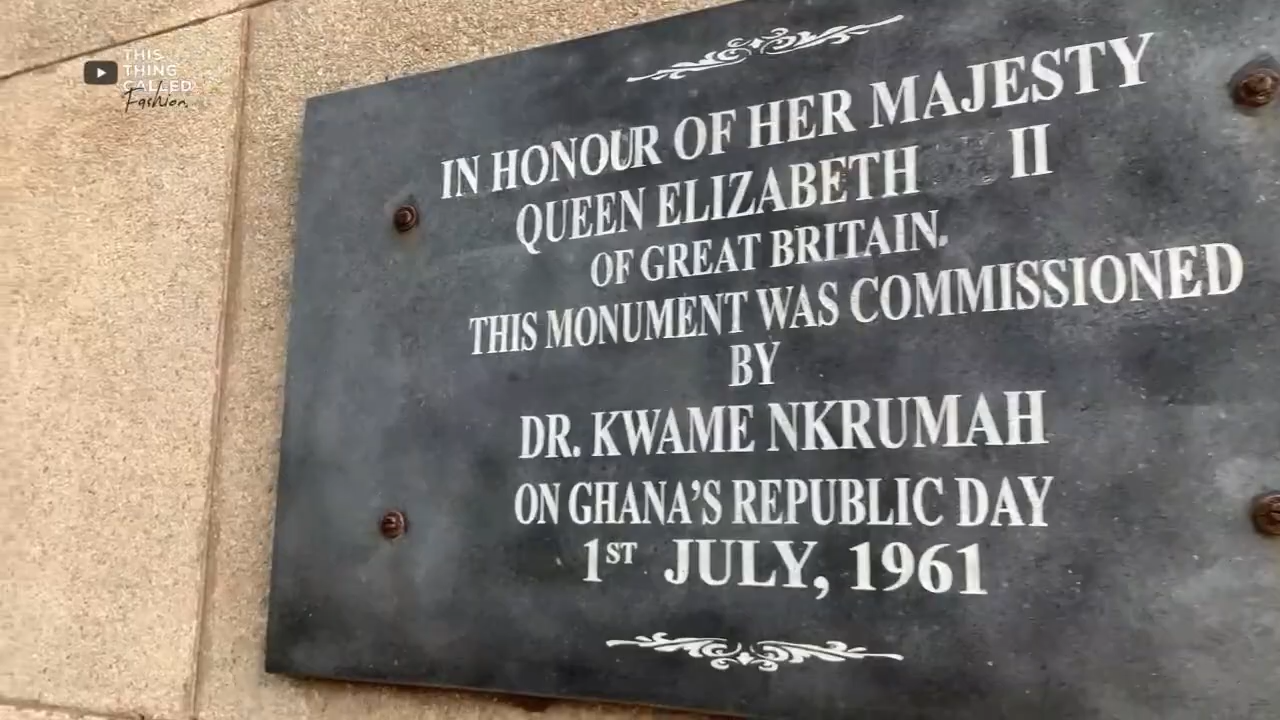 THIS
THING
CALLED
Fashion.
IN HONOUR OF HER MAJESTY
QUEEN ELIZABETH II
OF GREAT BRITAIN.
THIS MONUMENT WAS COMMISSIONED
BY
DR. KWAME NKRUMAH
ON GHANA'S REPUBLIC DAY
1ST JULY, 1961